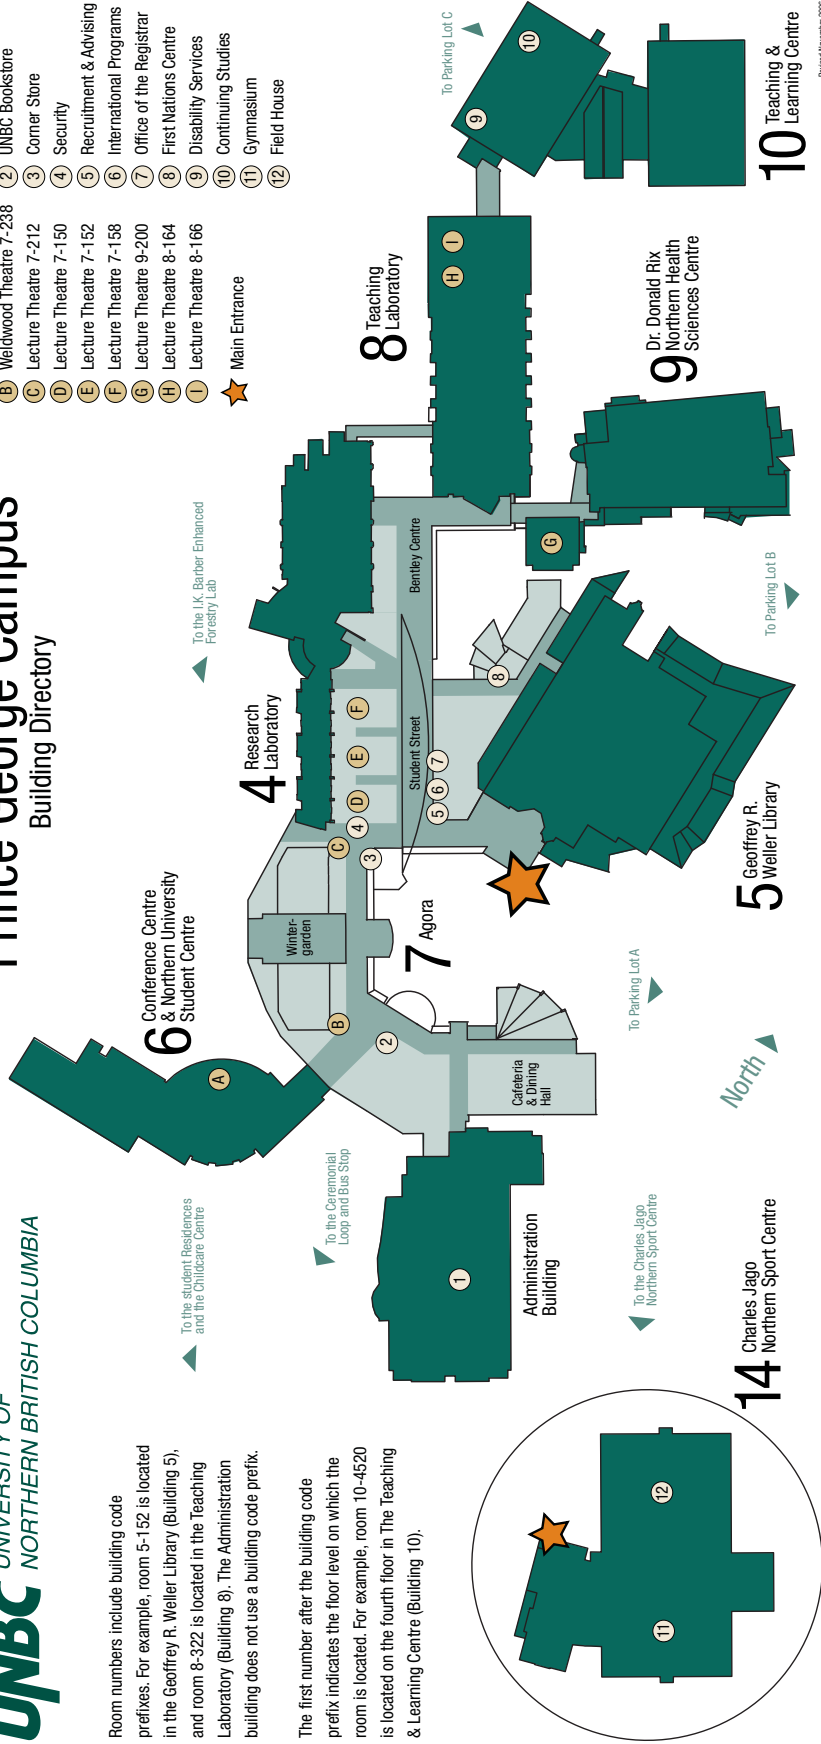 UNBC
UNIVERSITY OF
NORTHERN BRITISH COLUMBIA
Prince George Campus
Building Directory
B Weldwood Theatre 7-238
C Lecture Theatre 7-212
D Lecture Theatre 7-150
E Lecture Theatre 7-152
F Lecture Theatre 7-158
G Lecture Theatre 9-200
H Lecture Theatre 8-164
I Lecture Theatre 8-166
Main Entrance
2 UNBC Bookstore
3 Corner Store
4 Security
5 Recruitment & Advising
6 International Programs
7 Office of the Registrar
8 First Nations Centre
9 Disability Services
10 Continuing Studies
11 Gymnasium
12 Field House
Room numbers include building code
prefixes. For example, room 5-152 is located
in the Geoffrey R. Weller Library (Building 5),
and room 8-322 is located in the Teaching
Laboratory (Building 8). The Administration
building does not use a building code prefix.
The first number after the building code
prefix indicates the floor level on which the
room is located. For example, room 10-4520
is located on the fourth floor in The Teaching
& Learning Centre (Building 10).
To the student Residences
and the Childcare Centre
To the Ceremonial
Loop and Bus Stop
6 Conference Centre
& Northern University
Student Centre
A
B
C
Winter-
garden
2
3
4
D
E
F
7 Agora
4 Research
Laboratory
To the I.K. Barber Enhanced
Forestry Lab
Student Street
Bentley Centre
5
6
7
8
8 Teaching
Laboratory
H
I
To Parking Lot C
9
10
10 Teaching &
Learning Centre
G
9 Dr. Donald Rix
Northern Health
Sciences Centre
To Parking Lot B
5 Geoffrey R.
Weller Library
To Parking Lot A
North
Cafeteria
& Dining
Hall
1
Administration
Building
To the Charles Jago
Northern Sport Centre
14 Charles Jago
Northern Sport Centre
11
12